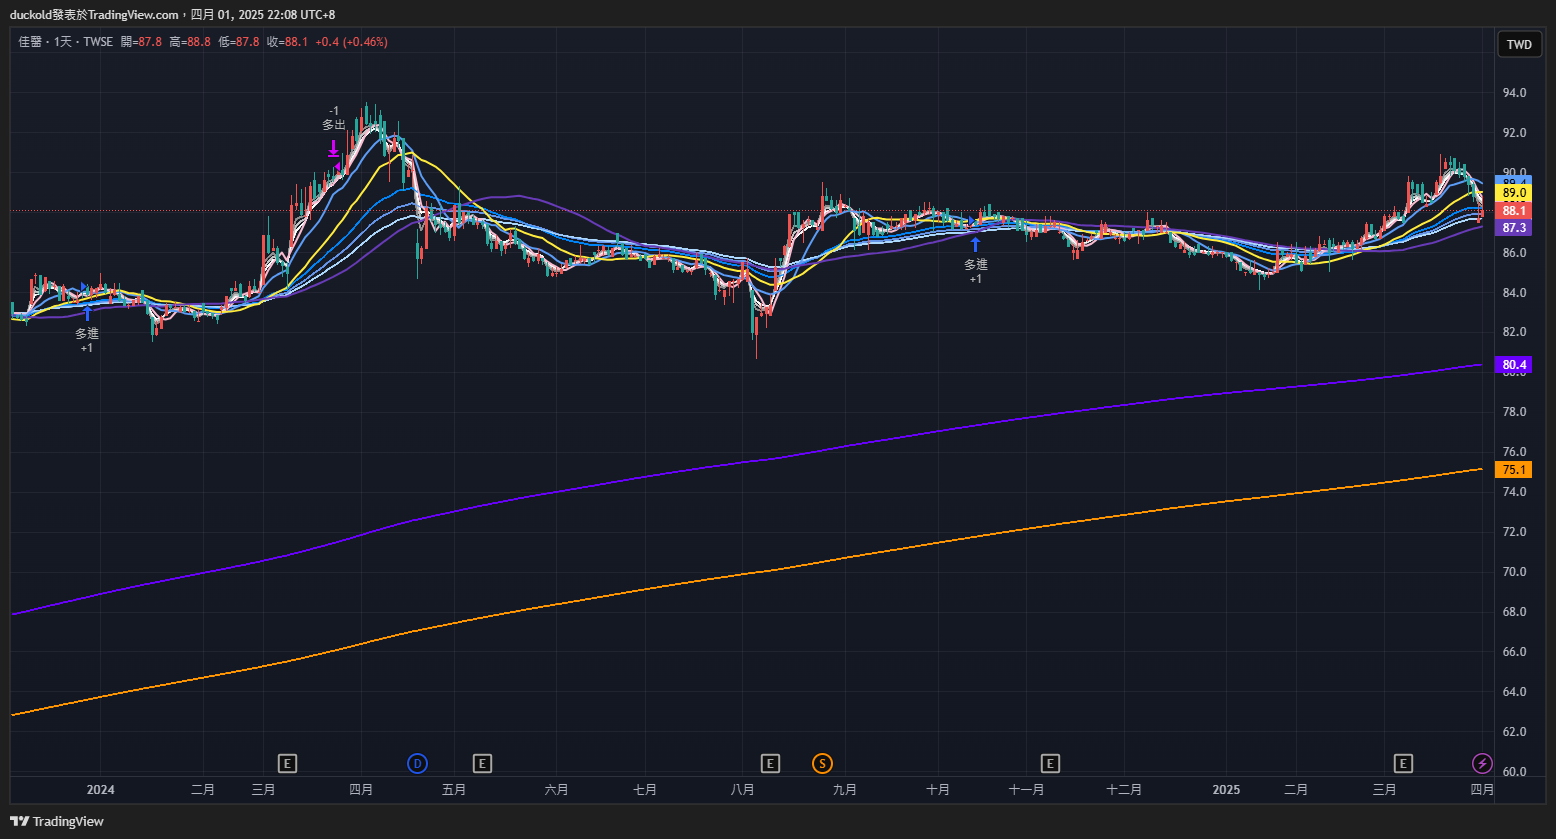 duckold發表於TradingView.com，四月 01, 2025 22:08 UTC+8
佳醫・1天・TWSE 開=87.8 高=88.8 低=87.8 收=88.1 +0.4 (+0.46%)
TWD
94.0
-1
多出
92.0
90.0
89.4
89.0
88.1
87.3
86.0
多進
+1
84.0
多進
+1
82.0
80.4
80.0
78.0
76.0
75.1
74.0
72.0
70.0
68.0
66.0
64.0
62.0
E D E E S E E
60.0
2024 二月 三月 四月 五月 六月 七月 八月 九月 十月 十一月 十二月 2025 二月 三月 四月
TradingView